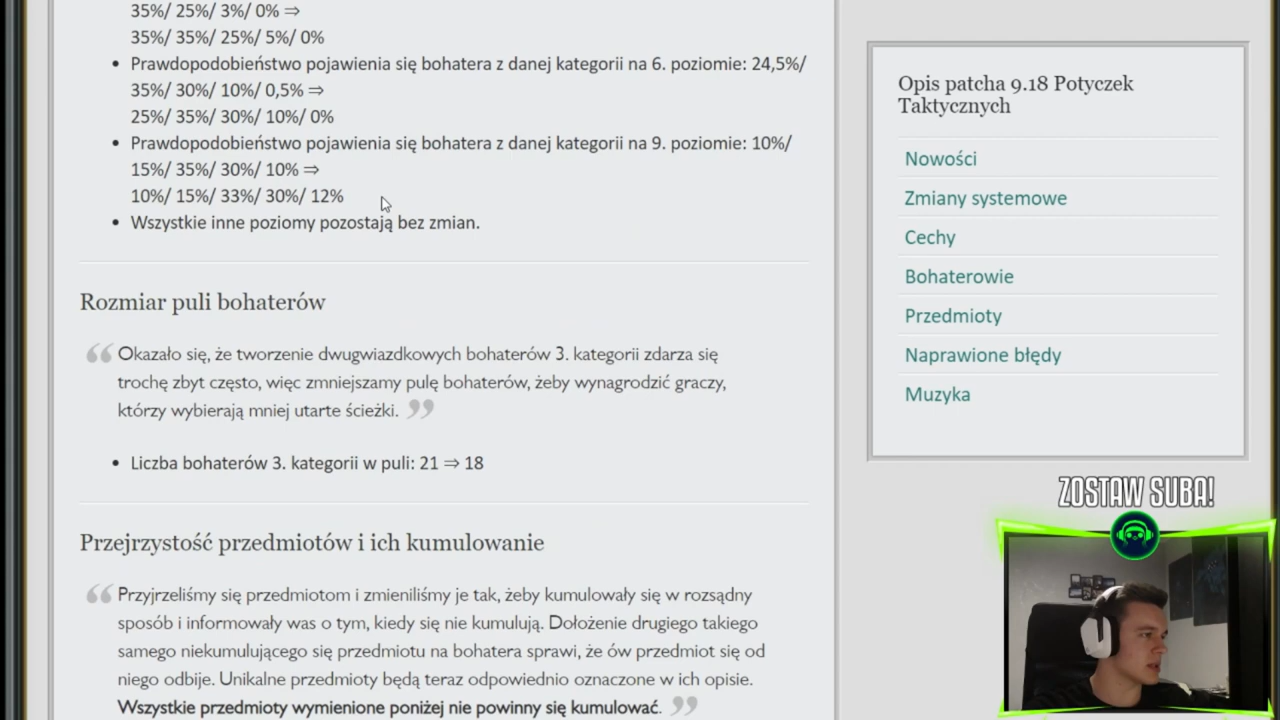 35%/ 25%/ 3%/ 0% ⇒
35%/ 35%/ 25%/ 5%/ 0%
• Prawdopodobieństwo pojawienia się bohatera z danej kategorii na 6. poziomie: 24,5%/
35%/ 30%/ 10%/ 0,5% ⇒
25%/ 35%/ 30%/ 10%/ 0%
• Prawdopodobieństwo pojawienia się bohatera z danej kategorii na 9. poziomie: 10%/
15%/ 35%/ 30%/ 10% ⇒
10%/ 15%/ 33%/ 30%/ 12%
• Wszystkie inne poziomy pozostają bez zmian.
Rozmiar puli bohaterów
“ Okazało się, że tworzenie dwugwiazdkowych bohaterów 3. kategorii zdarza się
trochę zbyt często, więc zmniejszamy pulę bohaterów, żeby wynagrodzić graczy,
którzy wybierają mniej utarte ścieżki. ”
• Liczba bohaterów 3. kategorii w puli: 21 ⇒ 18
Przejrzystość przedmiotów i ich kumulowanie
“ Przyjrzeliśmy się przedmiotom i zmieniliśmy je tak, żeby kumulowały się w rozsądny
sposób i informowały was o tym, kiedy się nie kumulują. Dołożenie drugiego takiego
samego niekumulującego się przedmiotu na bohatera sprawi, że ów przedmiot się od
niego odbije. Unikalne przedmioty będą teraz odpowiednio oznaczone w ich opisie.
Wszystkie przedmioty wymienione poniżej nie powinny się kumulować. ”
Opis patcha 9.18 Potyczek
Taktycznych
Nowości
Zmiany systemowe
Cechy
Bohaterowie
Przedmioty
Naprawione błędy
Muzyka
ZOSTAW SUBA!